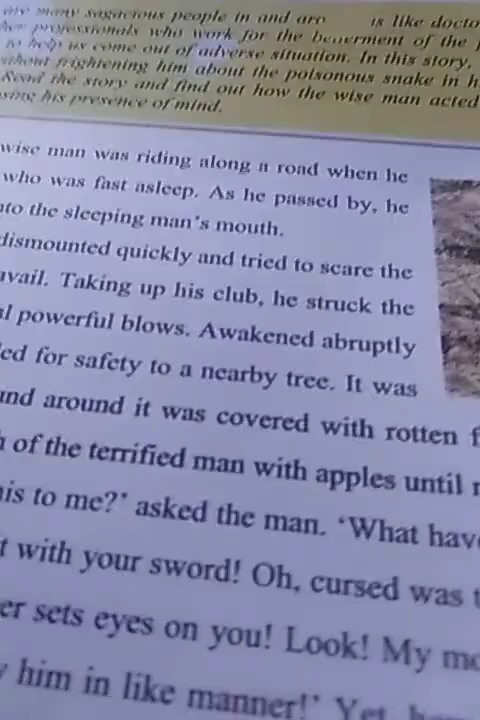 are many sagacious people in and aro is like docto
her professionals who work for the betterment of the
to help us come out of adverse situation. In this story,
without frightening him about the poisonous snake in h
Read the story and find out how the wise man acted
using his presence of mind.
wise man was riding along a road when he
who was fast asleep. As he passed by, he
nto the sleeping man's mouth.
dismounted quickly and tried to scare the
avail. Taking up his club, he struck the
al powerful blows. Awakened abruptly
led for safety to a nearby tree. It was
und around it was covered with rotten f
h of the terrified man with apples until
his to me?' asked the man. 'What have
t with your sword! Oh, cursed was t
er sets eyes on you! Look! My mo
y him in like manner!' Yet,